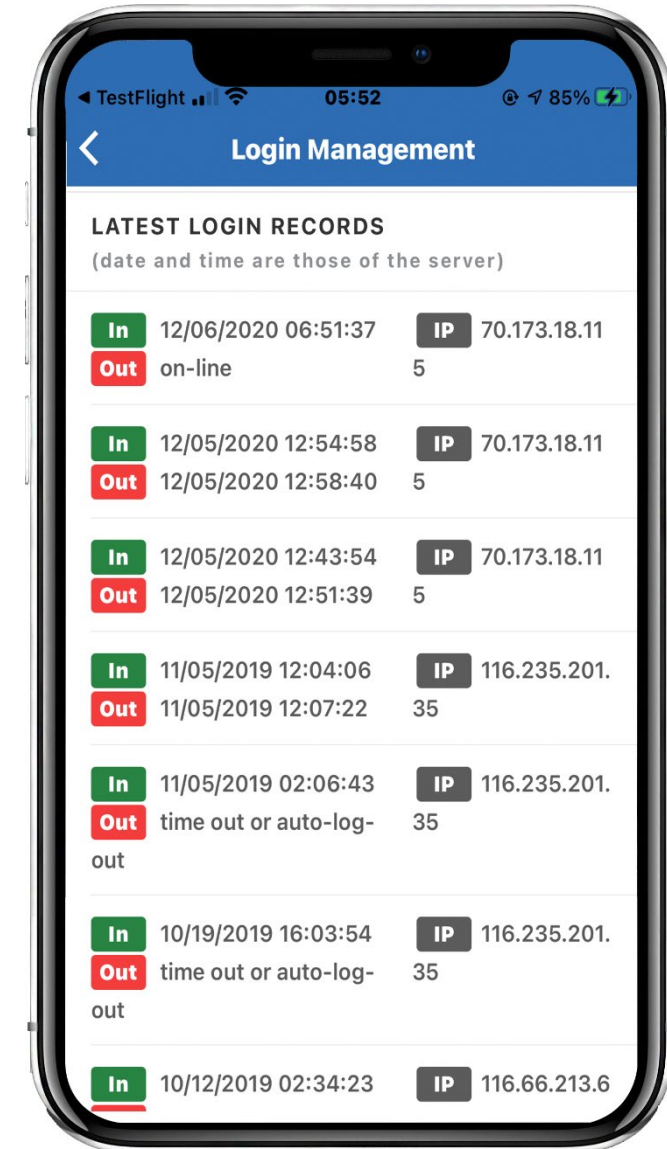 TestFlight 05:52 85%
Login Management
LATEST LOGIN RECORDS
(date and time are those of the server)
In 12/06/2020 06:51:37 IP 70.173.18.11
Out on-line 5
In 12/05/2020 12:54:58 IP 70.173.18.11
Out 12/05/2020 12:58:40 5
In 12/05/2020 12:43:54 IP 70.173.18.11
Out 12/05/2020 12:51:39 5
In 11/05/2019 12:04:06 IP 116.235.201.
Out 11/05/2019 12:07:22 35
In 11/05/2019 02:06:43 IP 116.235.201.
Out time out or auto-log- 35
out
In 10/19/2019 16:03:54 IP 116.235.201.
Out time out or auto-log- 35
out
In 10/12/2019 02:34:23 IP 116.66.213.6